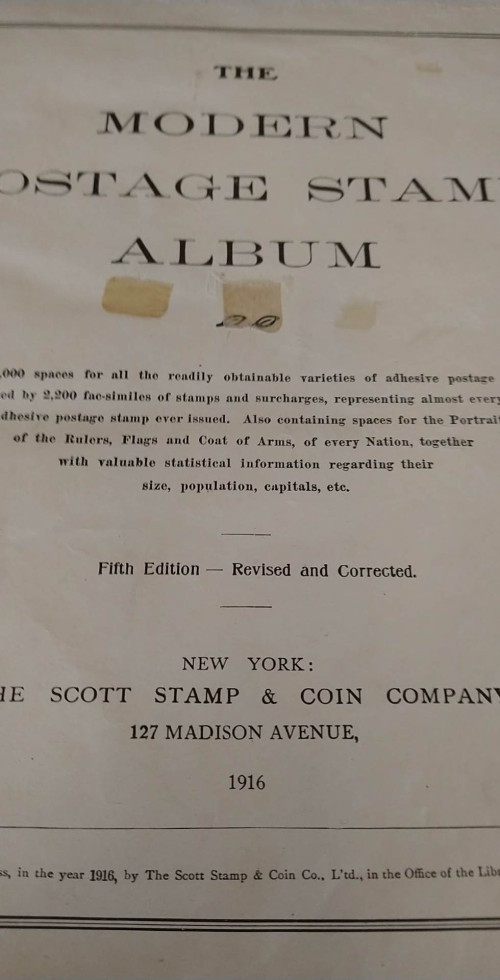 THE
MODERN
OSTAGE STAM
ALBUM
,000 spaces for all the readily obtainable varieties of adhesive postage
ed by 2,200 fac-similes of stamps and surcharges, representing almost every
dhesive postage stamp ever issued. Also containing spaces for the Portrait
of the Rulers, Flags and Coat of Arms, of every Nation, together
with valuable statistical information regarding their
size, population, capitals, etc.
Fifth Edition — Revised and Corrected.
NEW YORK:
HE SCOTT STAMP & COIN COMPANY
127 MADISON AVENUE,
1916
ss, in the year 1916, by The Scott Stamp & Coin Co., L'td., in the Office of the Libr